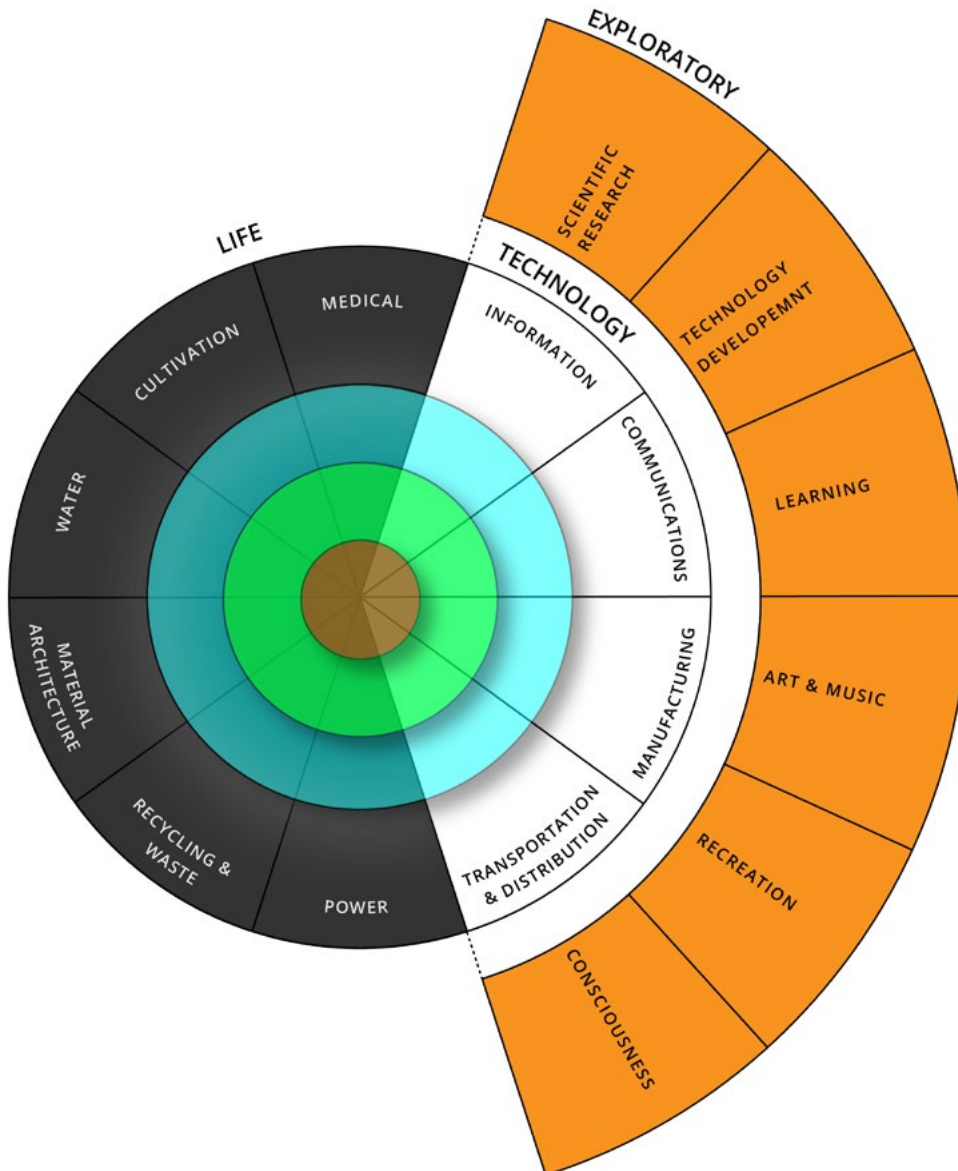 EXPLORATORY
SCIENTIFIC
RESEARCH
TECHNOLOGY
DEVELOPEMNT
LEARNING
ART & MUSIC
RECREATION
CONSCIOUSNESS
TECHNOLOGY
INFORMATION
COMMUNICATIONS
MANUFACTURING
TRANSPORTATION
& DISTRIBUTION
LIFE
MEDICAL
CULTIVATION
WATER
MATERIAL
ARCHITECTURE
RECYCLING &
WASTE
POWER